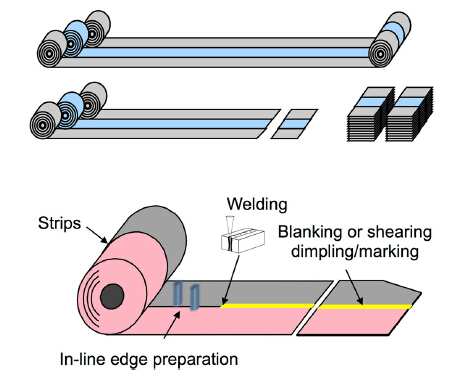 Welding
Strips
Blanking or shearing
dimpling/marking
In-line edge preparation